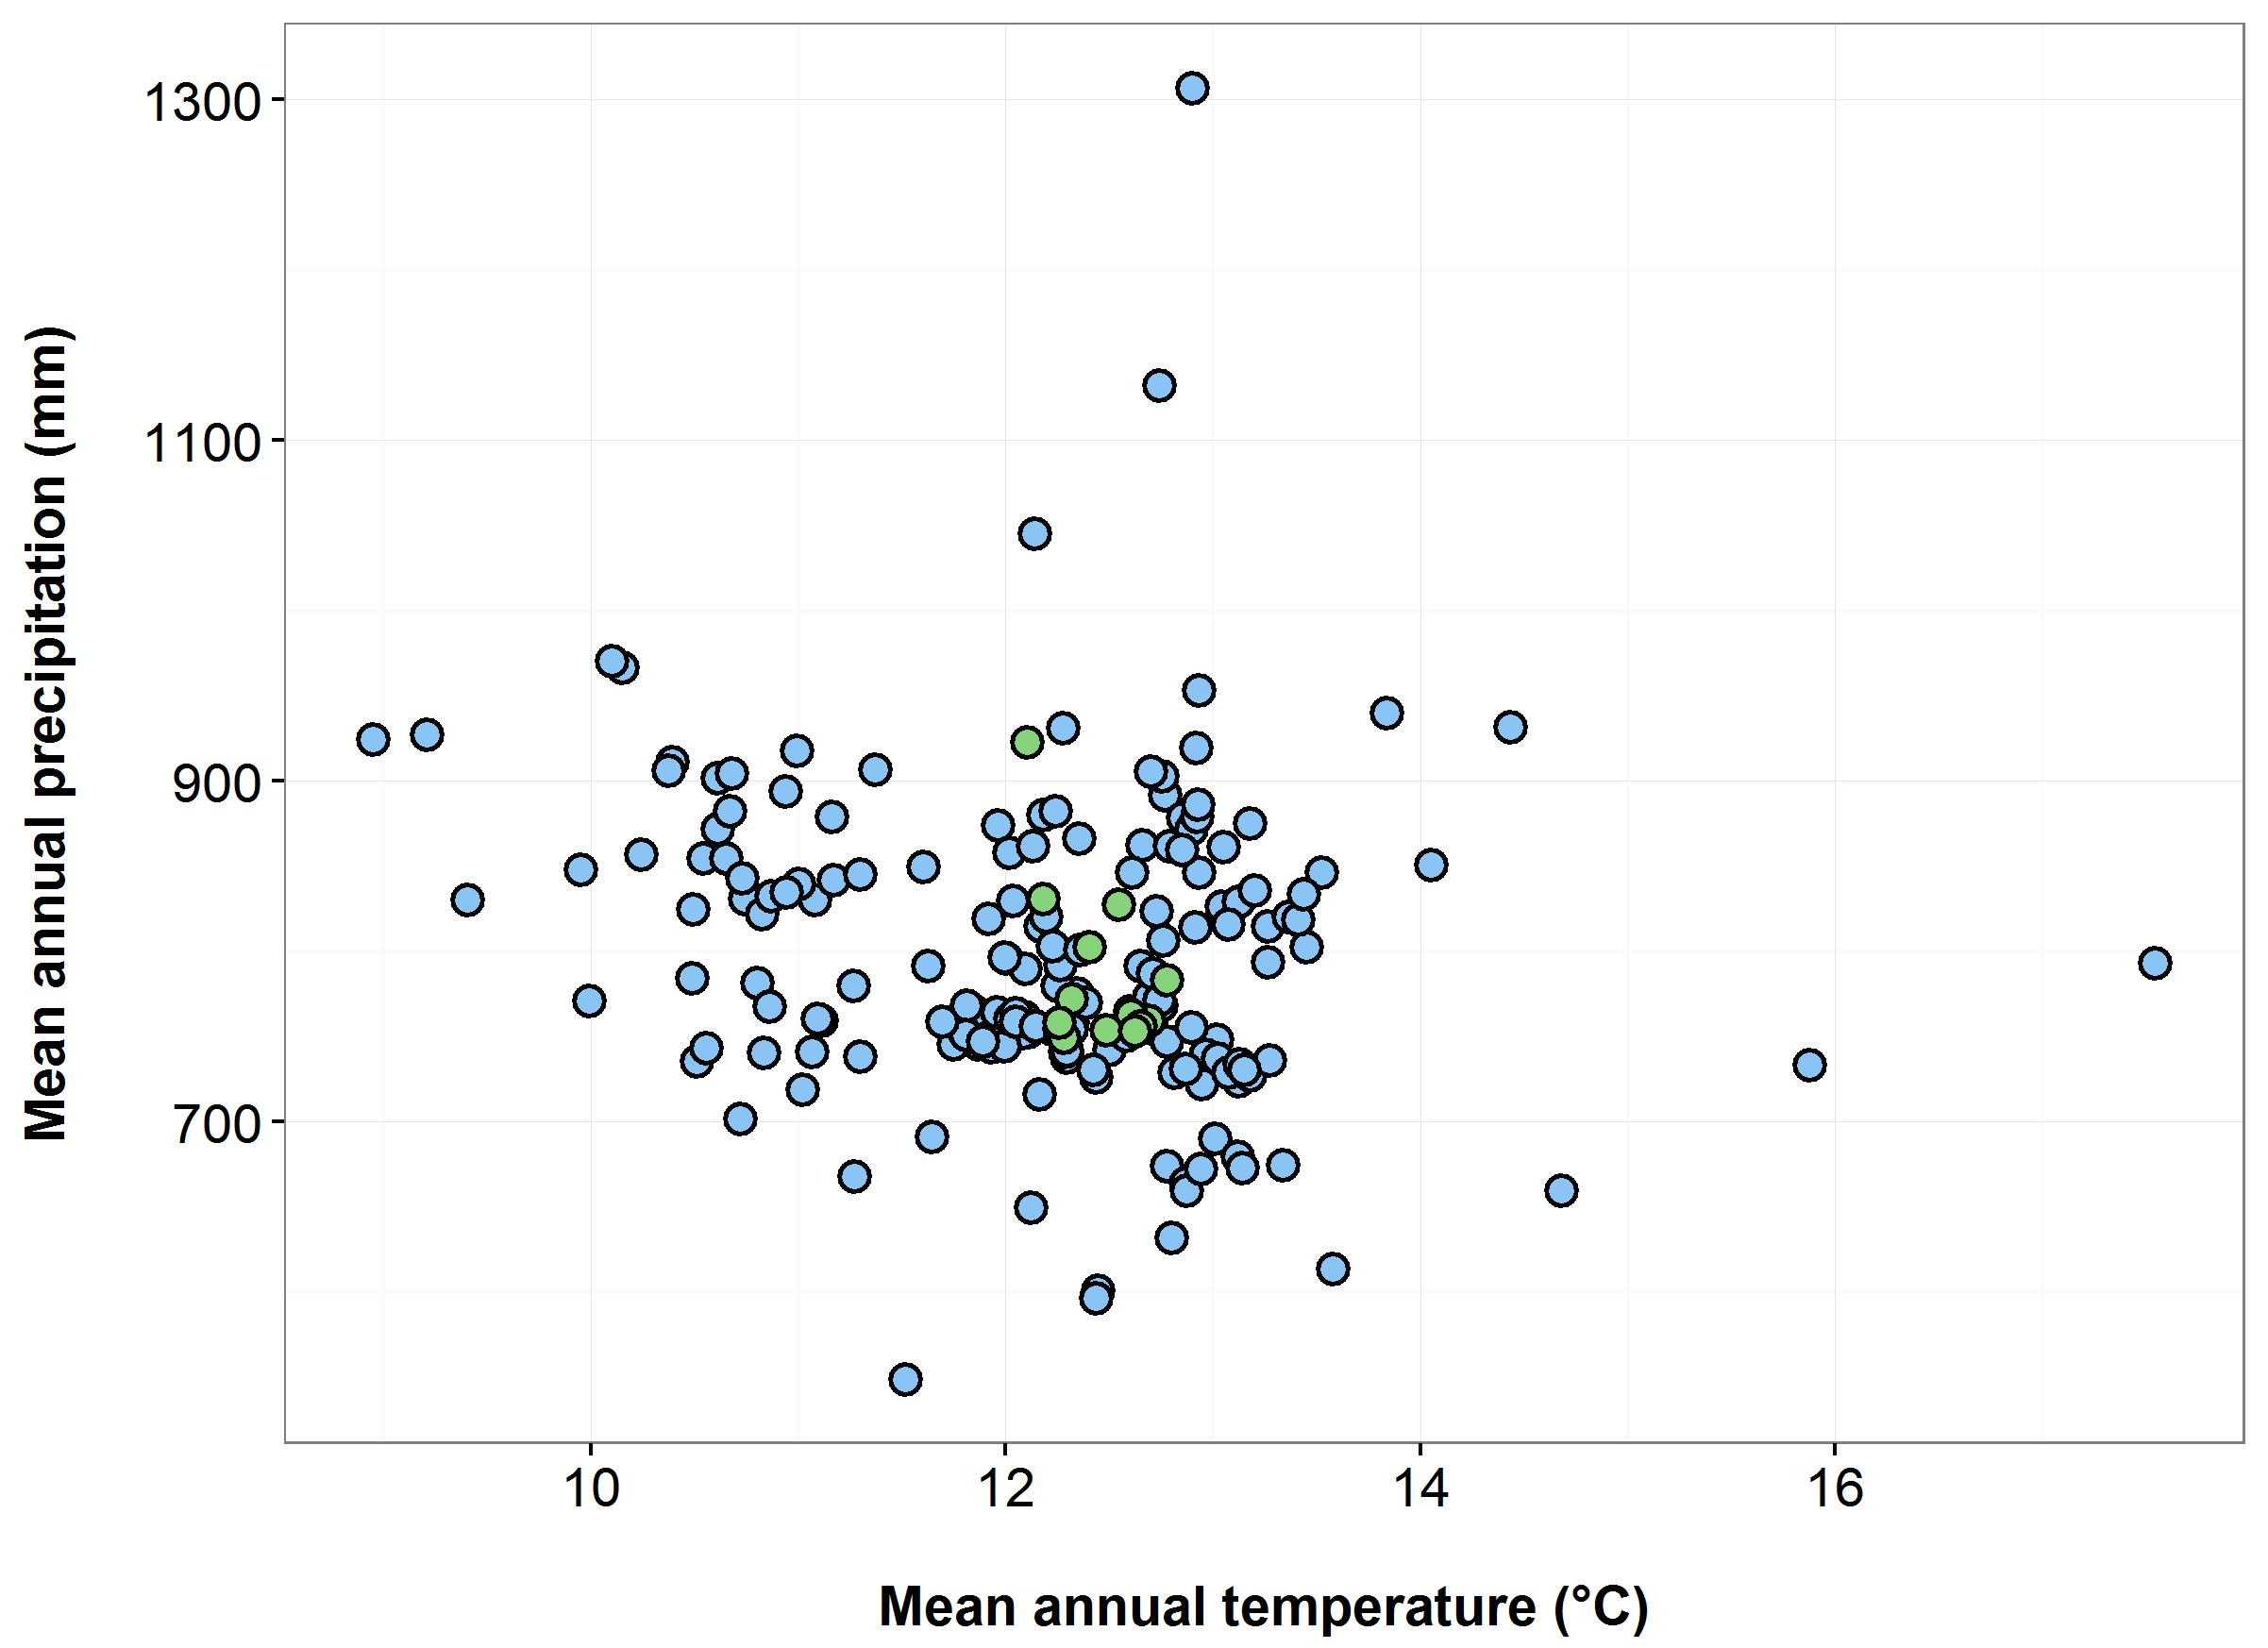 Mean annual precipitation (mm)
1300
1100
900
700
10 12 14 16
Mean annual temperature (°C)